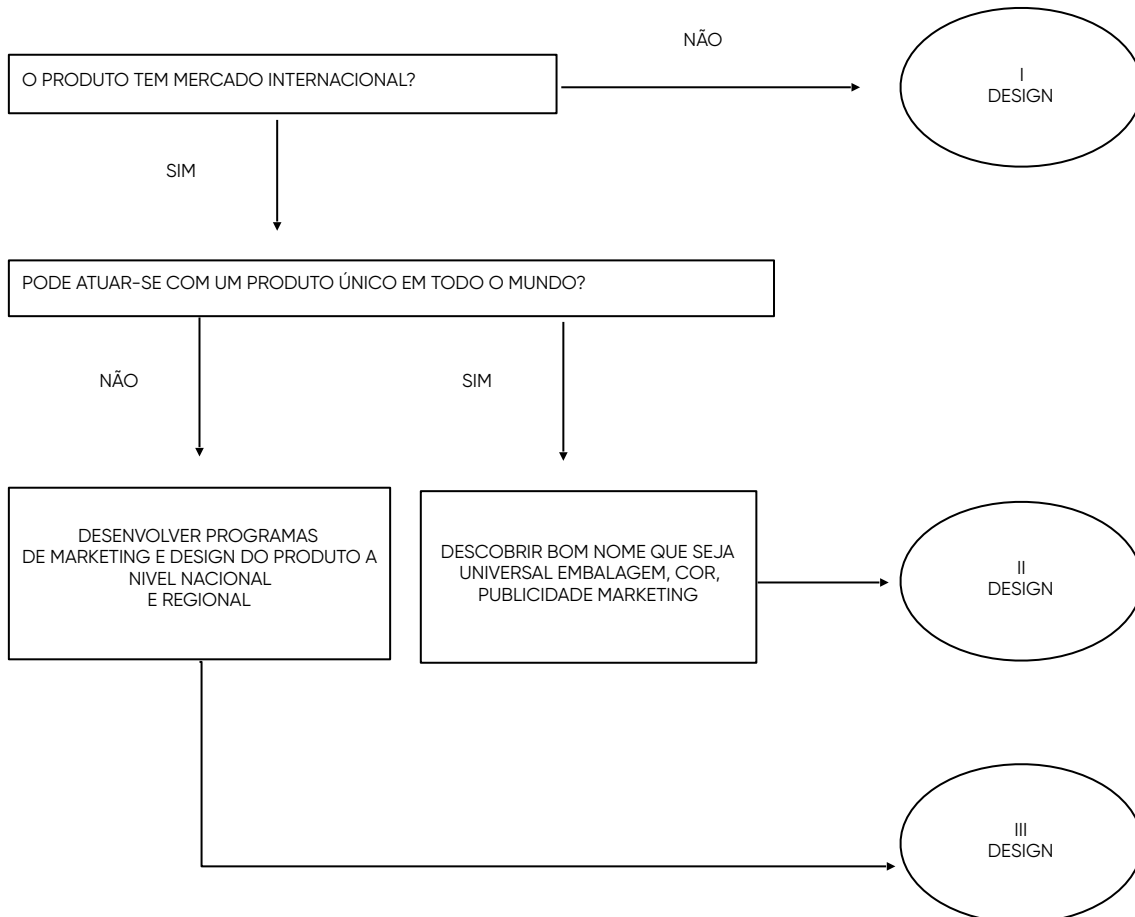 NÃO
O PRODUTO TEM MERCADO INTERNACIONAL?
I
DESIGN
SIM
PODE ATUAR-SE COM UM PRODUTO ÚNICO EM TODO O MUNDO?
NÃO
SIM
DESENVOLVER PROGRAMAS
DE MARKETING E DESIGN DO PRODUTO A
NIVEL NACIONAL
E REGIONAL
DESCOBRIR BOM NOME QUE SEJA
UNIVERSAL EMBALAGEM, COR,
PUBLICIDADE MARKETING
II
DESIGN
III
DESIGN